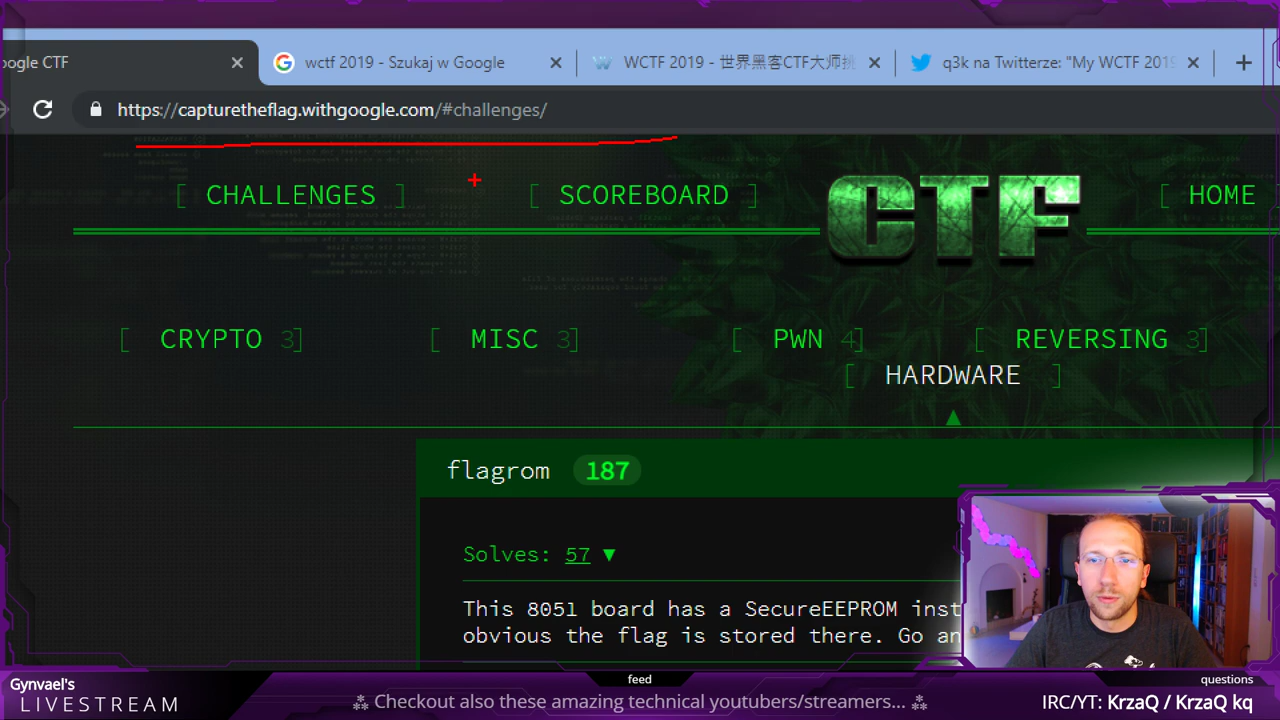 oogle CTF
wctf 2019 - Szukaj w Google
WCTF 2019 - 世界黑客CTF大师挑
q3k na Twitterze: "My WCTF 2019
https://capturetheflag.withgoogle.com/#challenges/
[ CHALLENGES ]
[ SCOREBOARD ]
CTF
[ HOME
[ CRYPTO 3]
[ MISC 3]
[ PWN 4]
[ REVERSING 3]
[ HARDWARE ]
flagrom 187
Solves: 57 ▼
This 8051 board has a SecureEEPROM inst
obvious the flag is stored there. Go an
Gynvael's
LIVESTREAM
feed
Checkout also these amazing technical youtubers/streamers...
questions
IRC/YT: KrzaQ / KrzaQ kq